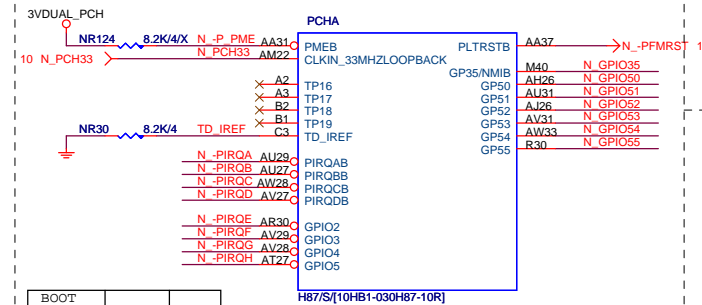 3VDUAL_PCH
PCHA
NR124 8.2K/4/X N_-P_PME AA31 PMEB PLTRSTB AA37 N_-PFMRST 1
10 N_PCH33 N_PCH33 AM22 CLKIN_33MHZLOOPBACK
GP35/NMIB M40 N_GPIO35
A2 TP16 GP50 AH26 N_GPIO50
A3 TP17 GP51 AU31 N_GPIO51
B2 TP18 GP52 AJ26 N_GPIO52
B1 TP19 GP53 AV31 N_GPIO53
NR30 8.2K/4 TD_IREF C3 TD_IREF GP54 AW33 N_GPIO54
GP55 R30 N_GPIO55
N_-PIRQA AU29 PIRQAB
N_-PIRQB AU27 PIRQBB
N_-PIRQC AW28 PIRQCB
N_-PIRQD AV27 PIRQDB
N_-PIRQE AR30 GPIO2
N_-PIRQF AV29 GPIO3
N_-PIRQG AV28 GPIO4
N_-PIRQH AT27 GPIO5
BOOT H87/S/[10HB1-030H87-10R]